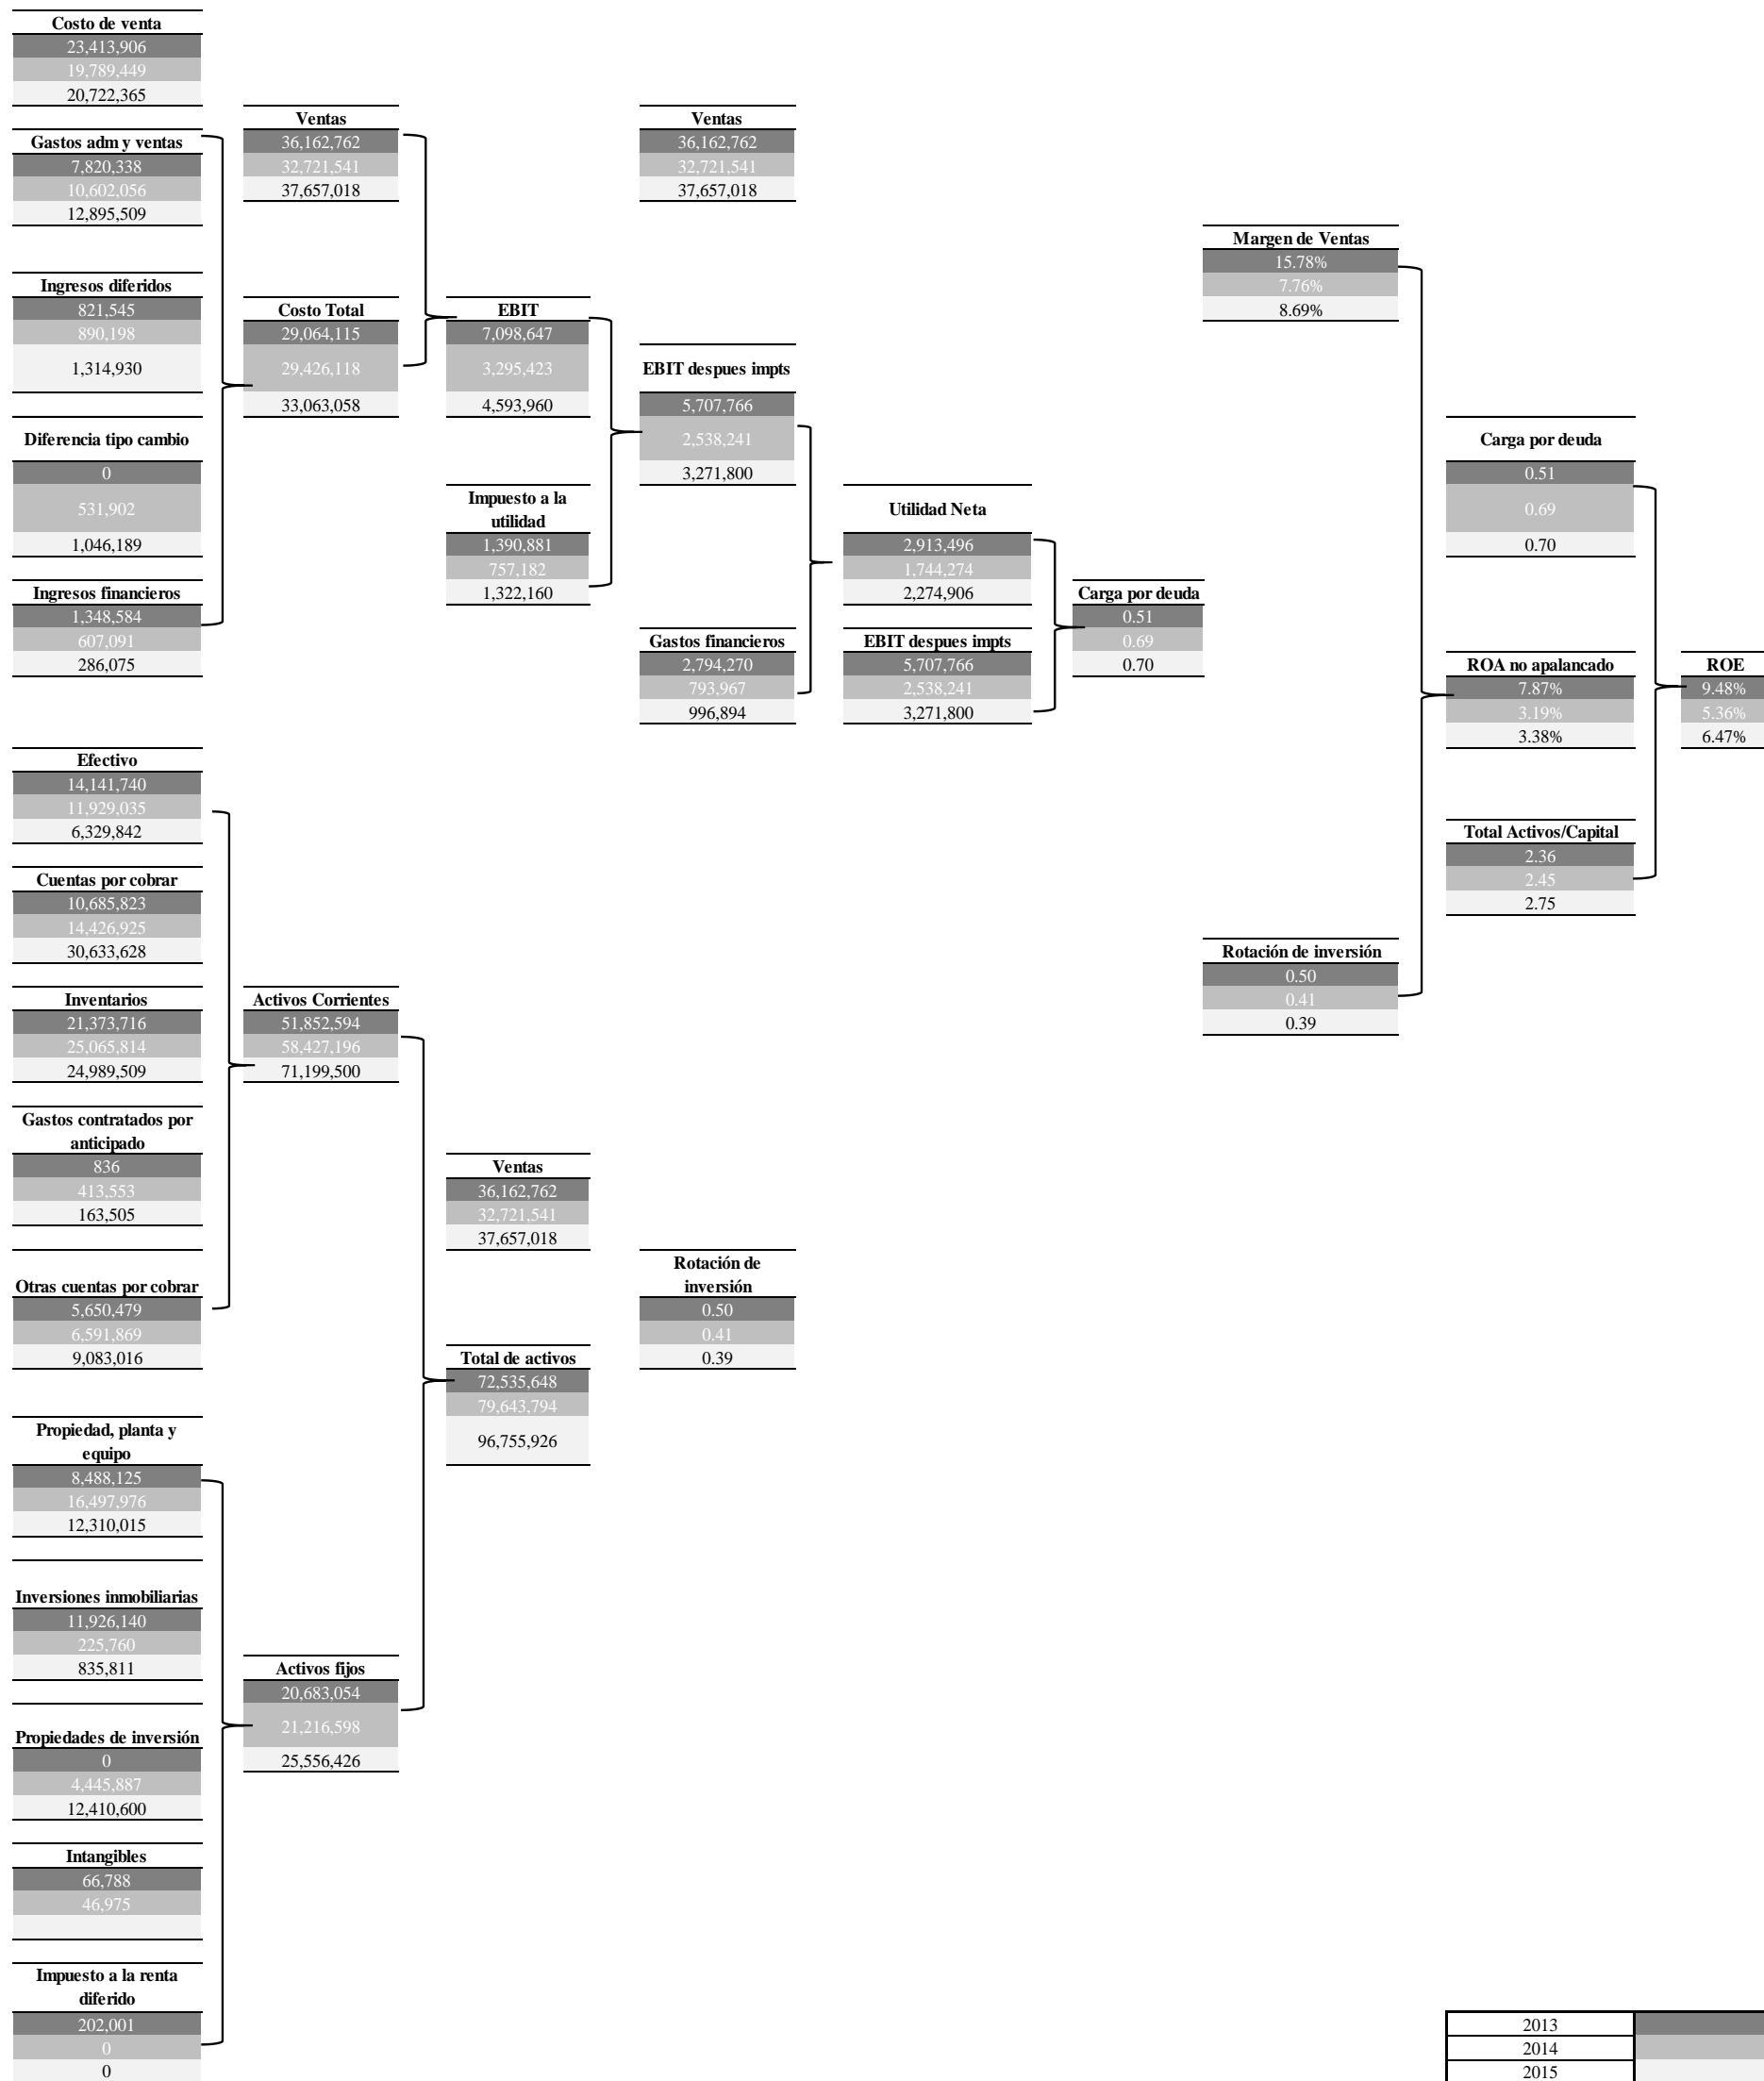 Costo de venta
23,413,906
19,789,449
20,722,365
Gastos adm y ventas
7,820,338
10,602,056
12,895,509
Ingresos diferidos
821,545
890,198
1,314,930
Diferencia tipo cambio
0
531,902
1,046,189
Ingresos financieros
1,348,584
607,091
286,075
Ventas
36,162,762
32,721,541
37,657,018
Costo Total
29,064,115
29,426,118
33,063,058
EBIT
7,098,647
3,295,423
4,593,960
Impuesto a la
utilidad
1,390,881
757,182
1,322,160
Ventas
36,162,762
32,721,541
37,657,018
EBIT despues impts
5,707,766
2,538,241
3,271,800
Gastos financieros
2,794,270
793,967
996,894
Utilidad Neta
2,913,496
1,744,274
2,274,906
EBIT despues impts
5,707,766
2,538,241
3,271,800
Carga por deuda
0.51
0.69
0.70
Margen de Ventas
15.78%
7.76%
8.69%
Carga por deuda
0.51
0.69
0.70
ROA no apalancado
7.87%
3.19%
3.38%
ROE
9.48%
5.36%
6.47%
Total Activos/Capital
2.36
2.45
2.75
Rotación de inversión
0.50
0.41
0.39
Efectivo
14,141,740
11,929,035
6,329,842
Cuentas por cobrar
10,685,823
14,426,925
30,633,628
Inventarios
21,373,716
25,065,814
24,989,509
Gastos contratados por
anticipado
836
413,553
163,505
Otras cuentas por cobrar
5,650,479
6,591,869
9,083,016
Activos Corrientes
51,852,594
58,427,196
71,199,500
Ventas
36,162,762
32,721,541
37,657,018
Total de activos
72,535,648
79,643,794
96,755,926
Rotación de
inversión
0.50
0.41
0.39
Propiedad, planta y
equipo
8,488,125
16,497,976
12,310,015
Inversiones inmobiliarias
11,926,140
225,760
835,811
Propiedades de inversión
0
4,445,887
12,410,600
Intangibles
66,788
46,975
Impuesto a la renta
diferido
202,001
0
0
Activos fijos
20,683,054
21,216,598
25,556,426
2013
2014
2015